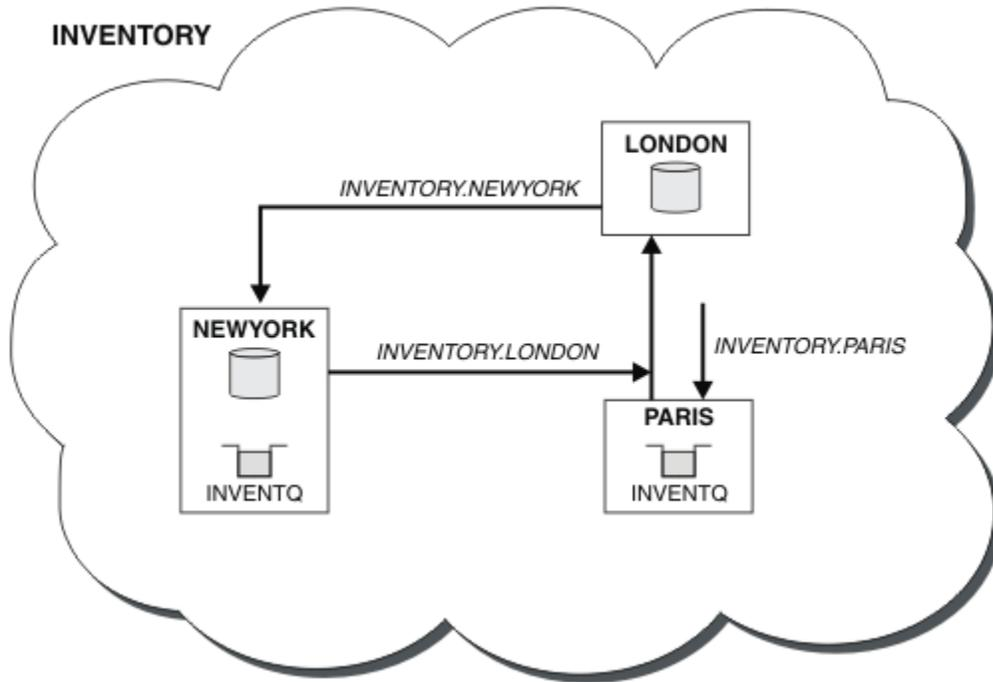 INVENTORY
LONDON
INVENTORY.NEWYORK
NEWYORK
INVENTORY.LONDON
INVENTORY.PARIS
PARIS
INVENTQ
INVENTQ